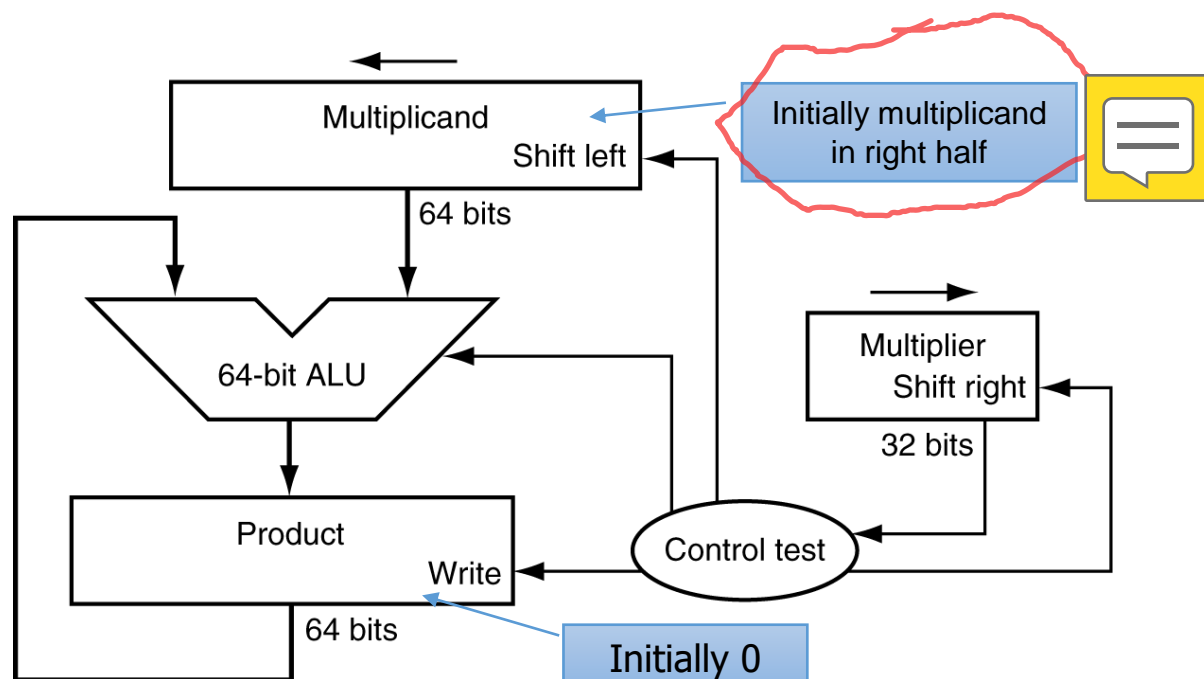 Multiplicand
Shift left
Initially multiplicand
in right half
64 bits
64-bit ALU
Multiplier
Shift right
32 bits
Product
Write
Control test
64 bits
Initially 0